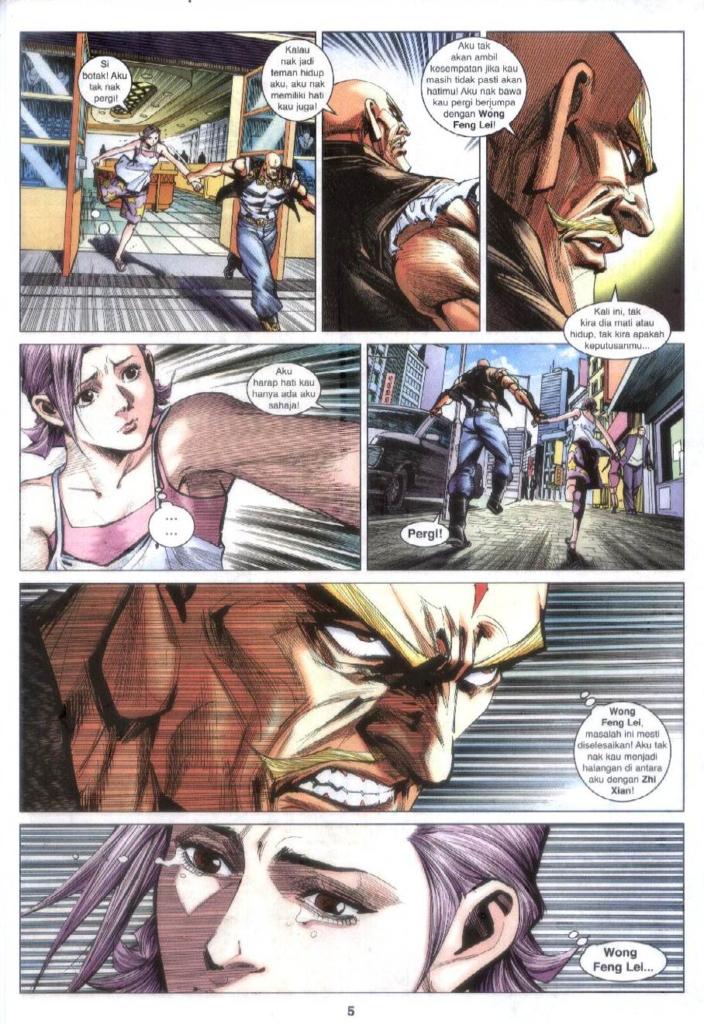 Si
botak! Aku
tak nak
pergi!
Kalau
nak jadi
teman hidup
aku, aku nak
memiliki hati
kau juga!
Aku tak
akan ambil
kesempatan jika kau
masih tidak pasti akan
hatimu! Aku nak bawa
kau pergi berjumpa
dengan Wong
Feng Lei!
Kali ini, tak
kira dia mati atau
hidup, tak kira apakah
keputusanmu...
Aku
harap hati kau
hanya ada aku
sahaja!
...
...
Pergi!
Wong
Feng Lei,
masalah ini mesti
diselesaikan! Aku tak
nak kau menjadi
halangan di antara
aku dengan Zhi
Xian!
Wong
Feng Lei...
5